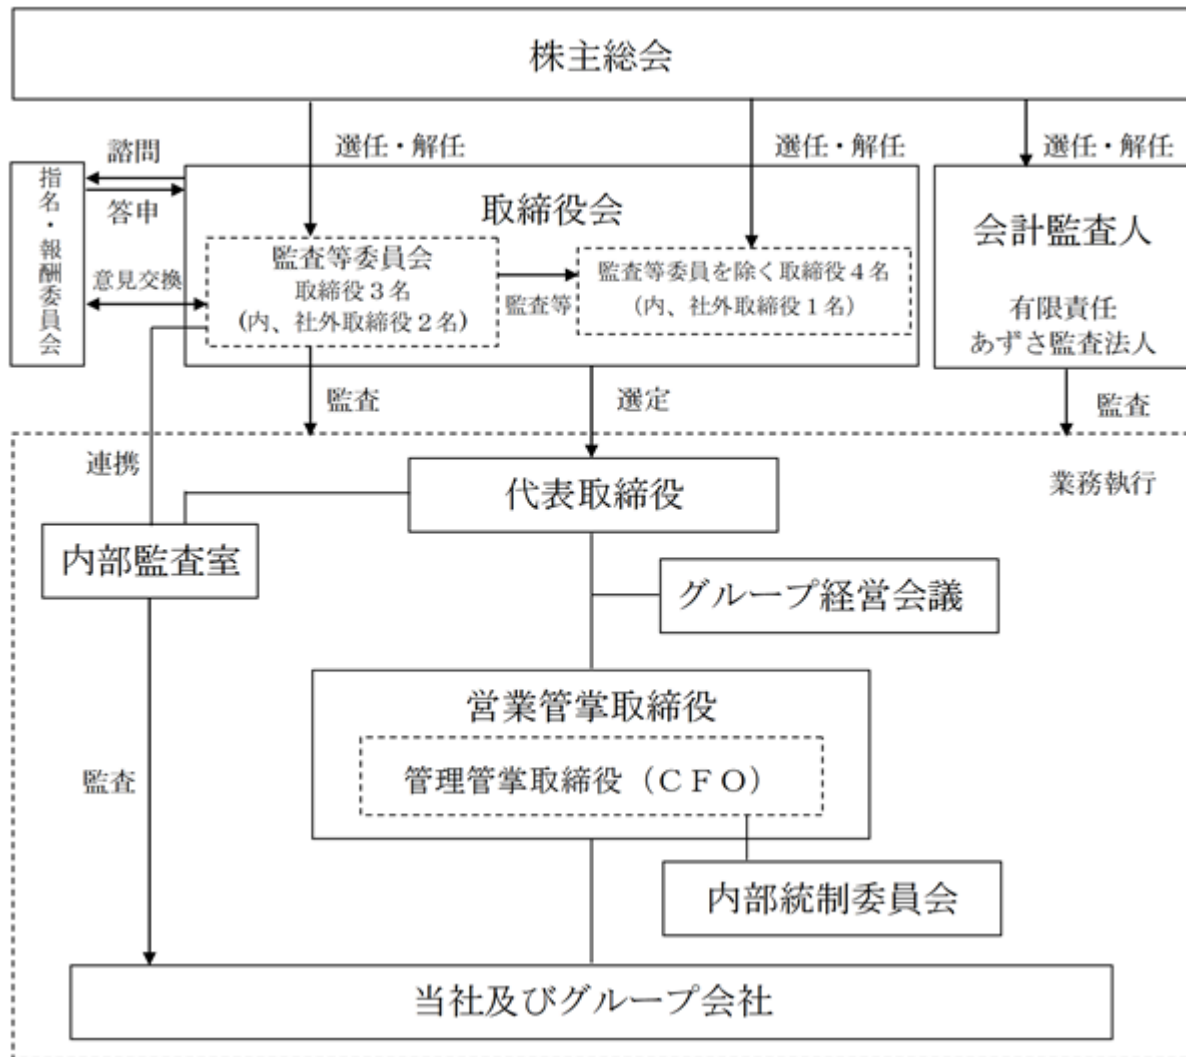 株主総会
選任・解任
選任・解任
選任・解任
諮問
答申
指名・報酬委員会
意見交換
取締役会
監査等委員会
取締役３名
(内、社外取締役２名)
監査等
監査等委員を除く取締役４名
（内、社外取締役１名）
会計監査人
有限責任
あずさ監査法人
監査
選定
監査
連携
業務執行
代表取締役
内部監査室
グループ経営会議
営業管掌取締役
管理管掌取締役（ＣＦＯ）
監査
内部統制委員会
当社及びグループ会社